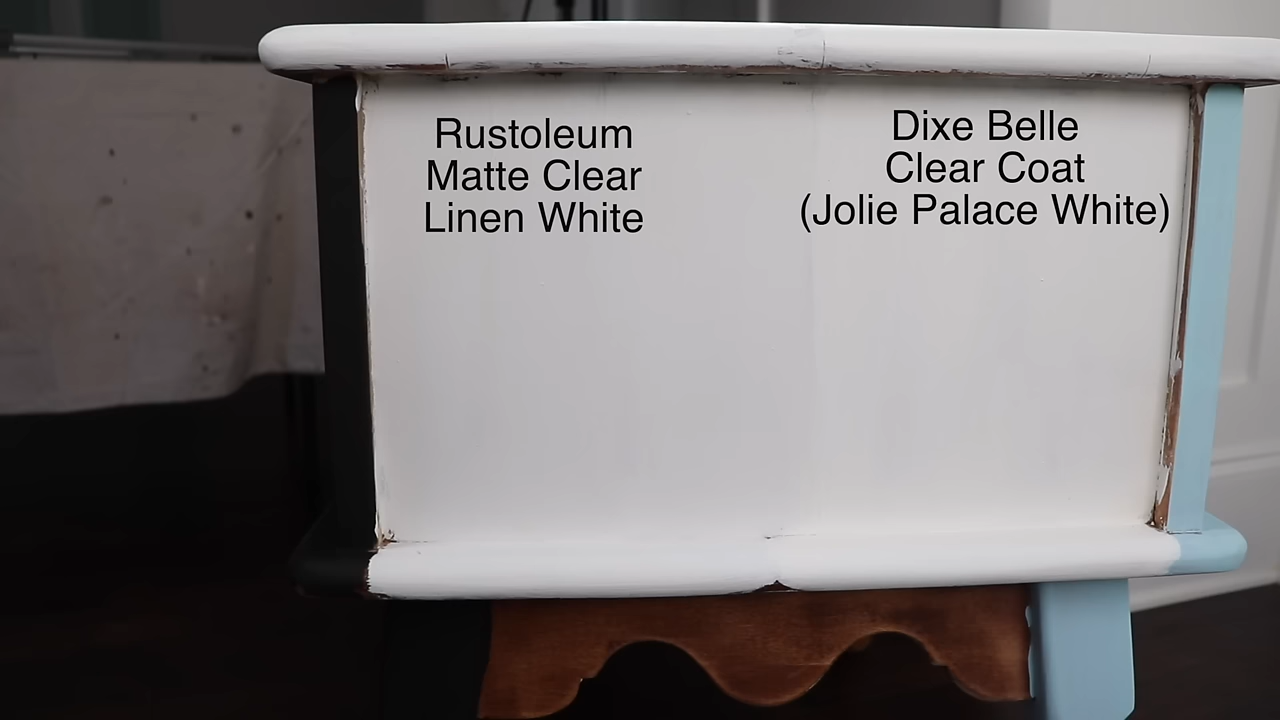 Rustoleum
Matte Clear
Linen White
Dixe Belle
Clear Coat
(Jolie Palace White)